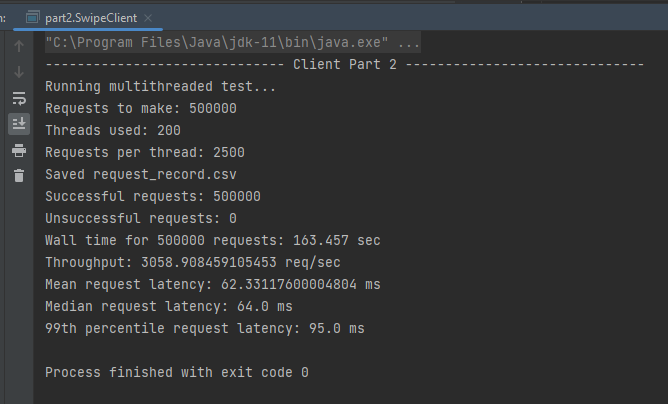 n: part2.SwipeClient ×
"C:\Program Files\Java\jdk-11\bin\java.exe" ...
------------------------------ Client Part 2 ------------------------------
Running multithreaded test...
Requests to make: 500000
Threads used: 200
Requests per thread: 2500
Saved request_record.csv
Successful requests: 500000
Unsuccessful requests: 0
Wall time for 500000 requests: 163.457 sec
Throughput: 3058.908459105453 req/sec
Mean request latency: 62.33117600004804 ms
Median request latency: 64.0 ms
99th percentile request latency: 95.0 ms
Process finished with exit code 0